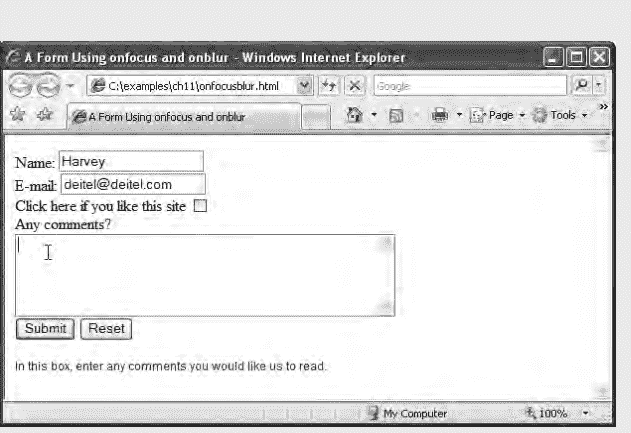 A Form Using onfocus and onblur - Windows Internet Explorer
C:\examples\ch11\onfocusblur.html Google
A Form Using onfocus and onblur Page Tools »
Name: Harvey
E-mail: deitel@deitel.com
Click here if you like this site
Any comments?
Submit Reset
In this box, enter any comments you would like us to read.
My Computer 100%